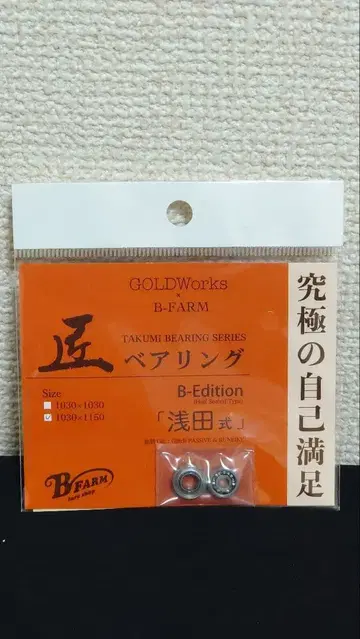 GOLDWorks
×
B-FARM
匠
TAKUMI BEARING SERIES
ベアリング
Size
1030×1030
1030×1150
B-Edition
「浅田 式」
究極の自己満足
B FARM